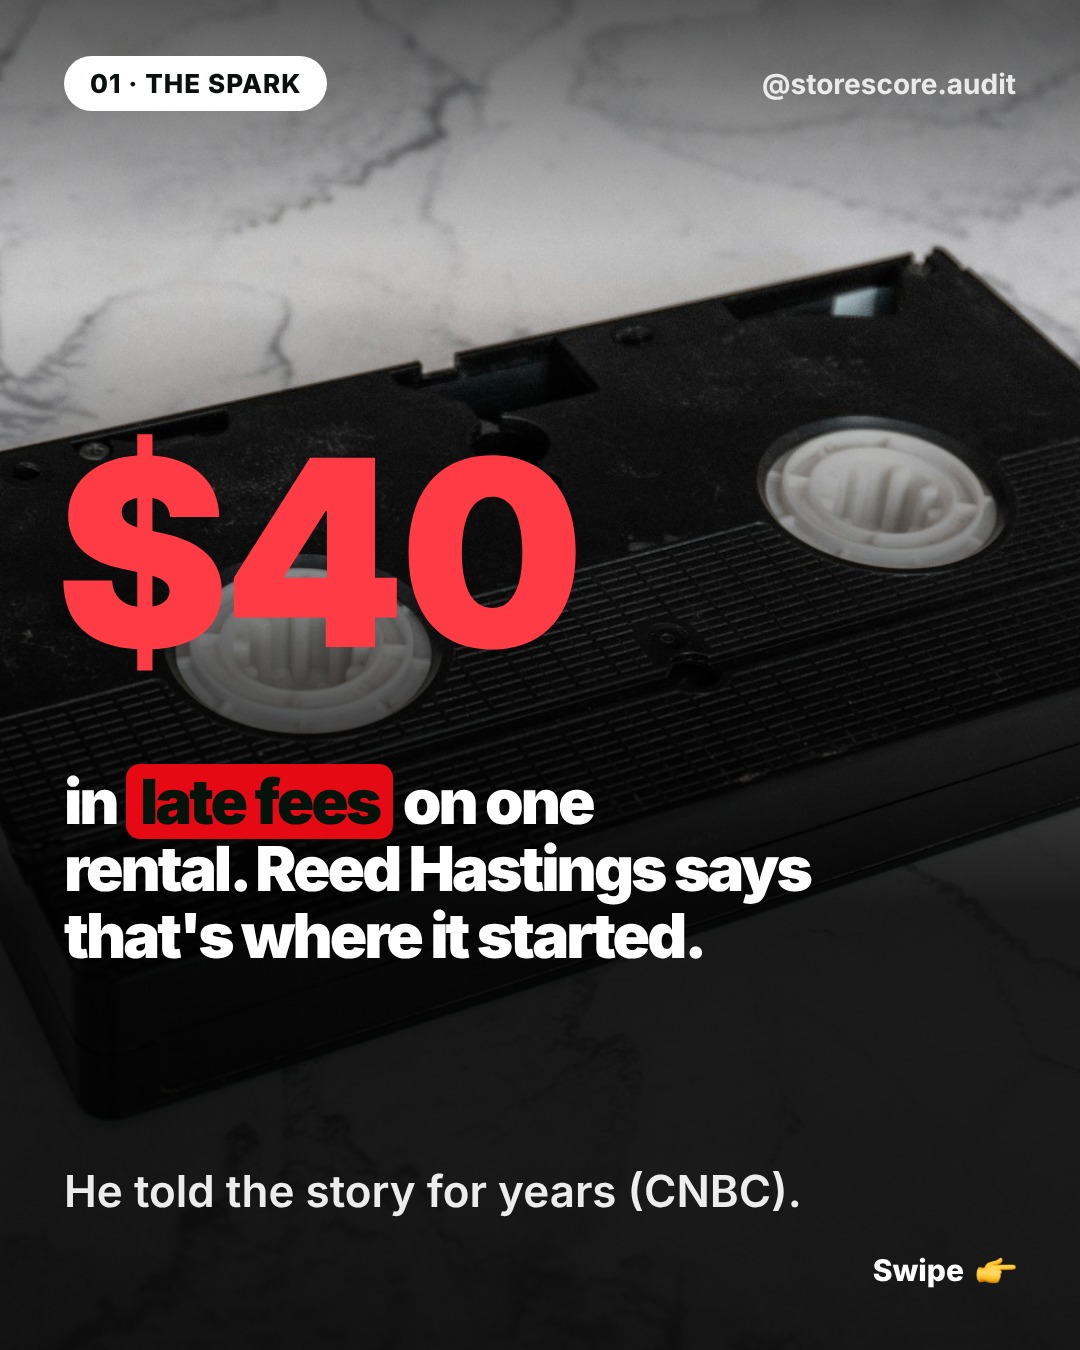 01 · THE SPARK
@storescore.audit
$40
in late fees on one
rental. Reed Hastings says
that's where it started.
He told the story for years (CNBC).
Swipe 👉